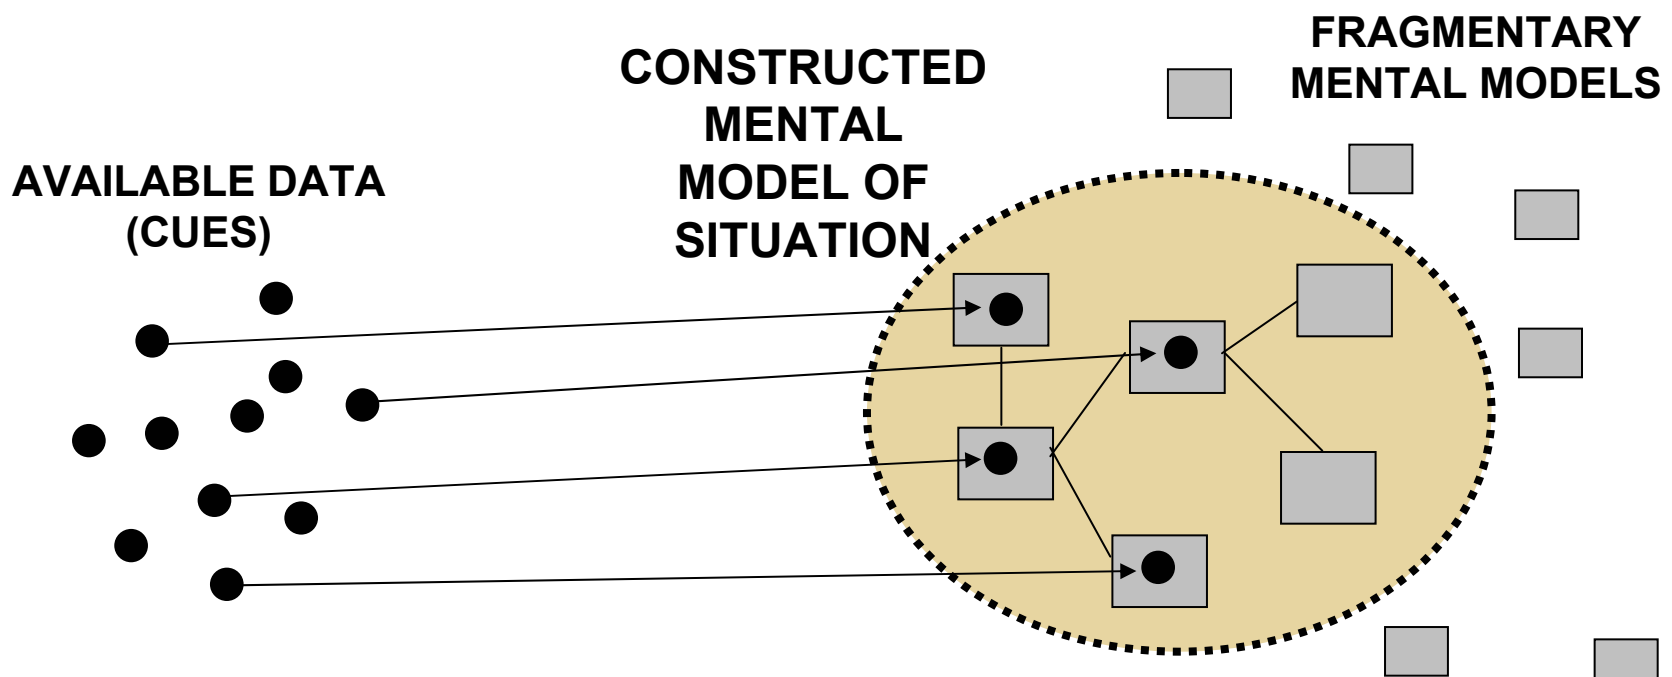 AVAILABLE DATA
(CUES)
CONSTRUCTED
MENTAL
MODEL OF
SITUATION
FRAGMENTARY
MENTAL MODELS